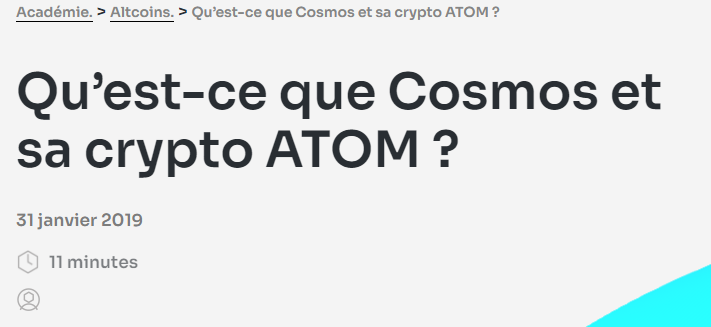 Académie. > Altcoins. > Qu’est-ce que Cosmos et sa crypto ATOM ?
Qu’est-ce que Cosmos et
sa crypto ATOM ?
31 janvier 2019
11 minutes